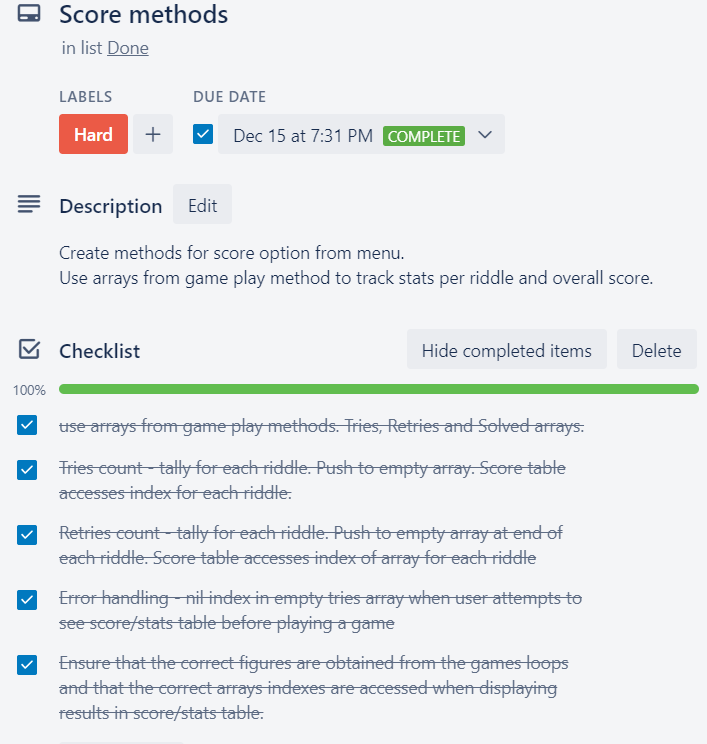 Score methods
in list Done
LABELS
DUE DATE
Hard
+
Dec 15 at 7:31 PM COMPLETE
Description
Edit
Create methods for score option from menu.
Use arrays from game play method to track stats per riddle and overall score.
Checklist
Hide completed items
Delete
100%
use arrays from game play methods. Tries, Retries and Solved arrays.
Tries count - tally for each riddle. Push to empty array. Score table
accesses index for each riddle.
Retries count - tally for each riddle. Push to empty array at end of
each riddle. Score table accesses index of array for each riddle
Error handling - nil index in empty tries array when user attempts to
see score/stats table before playing a game
Ensure that the correct figures are obtained from the games loops
and that the correct arrays indexes are accessed when displaying
results in score/stats table.